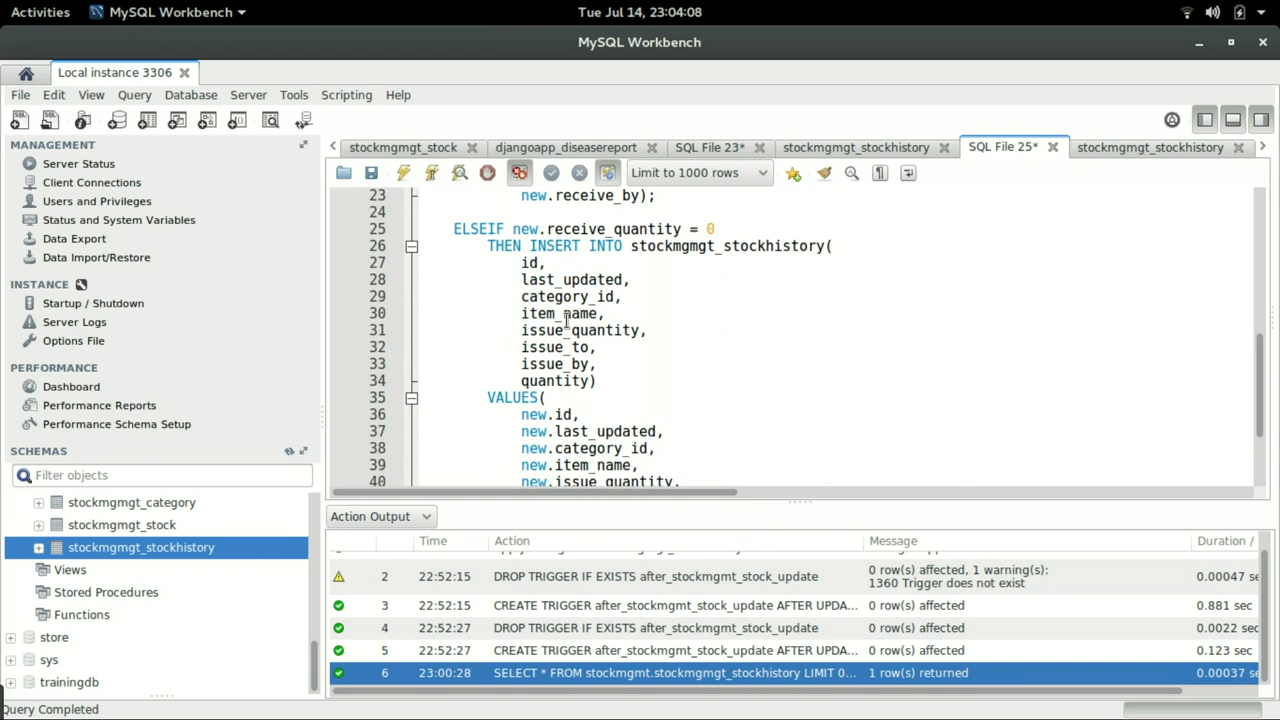 Activities MySQL Workbench Tue Jul 14, 23:04:08
MySQL Workbench
Local instance 3306
File Edit View Query Database Server Tools Scripting Help
MANAGEMENT
Server Status
Client Connections
Users and Privileges
Status and System Variables
Data Export
Data Import/Restore
INSTANCE
Startup / Shutdown
Server Logs
Options File
PERFORMANCE
Dashboard
Performance Reports
Performance Schema Setup
SCHEMAS
Filter objects
stockmgmgt_category
stockmgmgt_stock
stockmgmgt_stockhistory
Views
Stored Procedures
Functions
store
sys
trainingdb
stockmgmgt_stock djangoapp_diseasereport SQL File 23* stockmgmgt_stockhistory SQL File 25* stockmgmgt_stockhistory
Limit to 1000 rows
23 new.receive_by);
24
25 ELSEIF new.receive_quantity = 0
26 THEN INSERT INTO stockmgmgt_stockhistory(
27 id,
28 last_updated,
29 category_id,
30 item_name,
31 issue_quantity,
32 issue_to,
33 issue_by,
34 quantity)
35 VALUES(
36 new.id,
37 new.last_updated,
38 new.category_id,
39 new.item_name,
40 new.issue_quantity,
Action Output
Time Action Message Duration /
2 22:52:15 DROP TRIGGER IF EXISTS after_stockmgmt_stock_update 0 row(s) affected, 1 warning(s): 0.00047 se
1360 Trigger does not exist
3 22:52:15 CREATE TRIGGER after_stockmgmt_stock_update AFTER UPDA... 0 row(s) affected 0.881 sec
4 22:52:27 DROP TRIGGER IF EXISTS after_stockmgmt_stock_update 0 row(s) affected 0.0022 sec
5 22:52:27 CREATE TRIGGER after_stockmgmt_stock_update AFTER UPDA... 0 row(s) affected 0.123 sec
6 23:00:28 SELECT * FROM stockmgmt.stockmgmgt_stockhistory LIMIT 0... 1 row(s) returned 0.00037 se
Query Completed